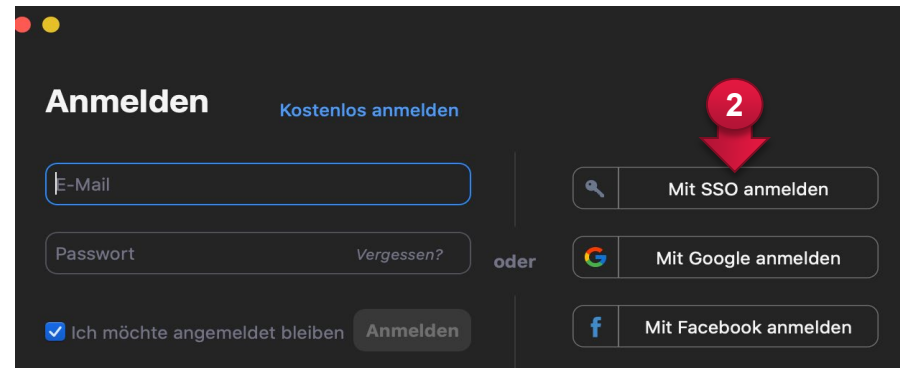 Anmelden
Kostenlos anmelden
E-Mail
Passwort
Vergessen?
Ich möchte angemeldet bleiben
Anmelden
oder
2
Mit SSO anmelden
G
Mit Google anmelden
f
Mit Facebook anmelden